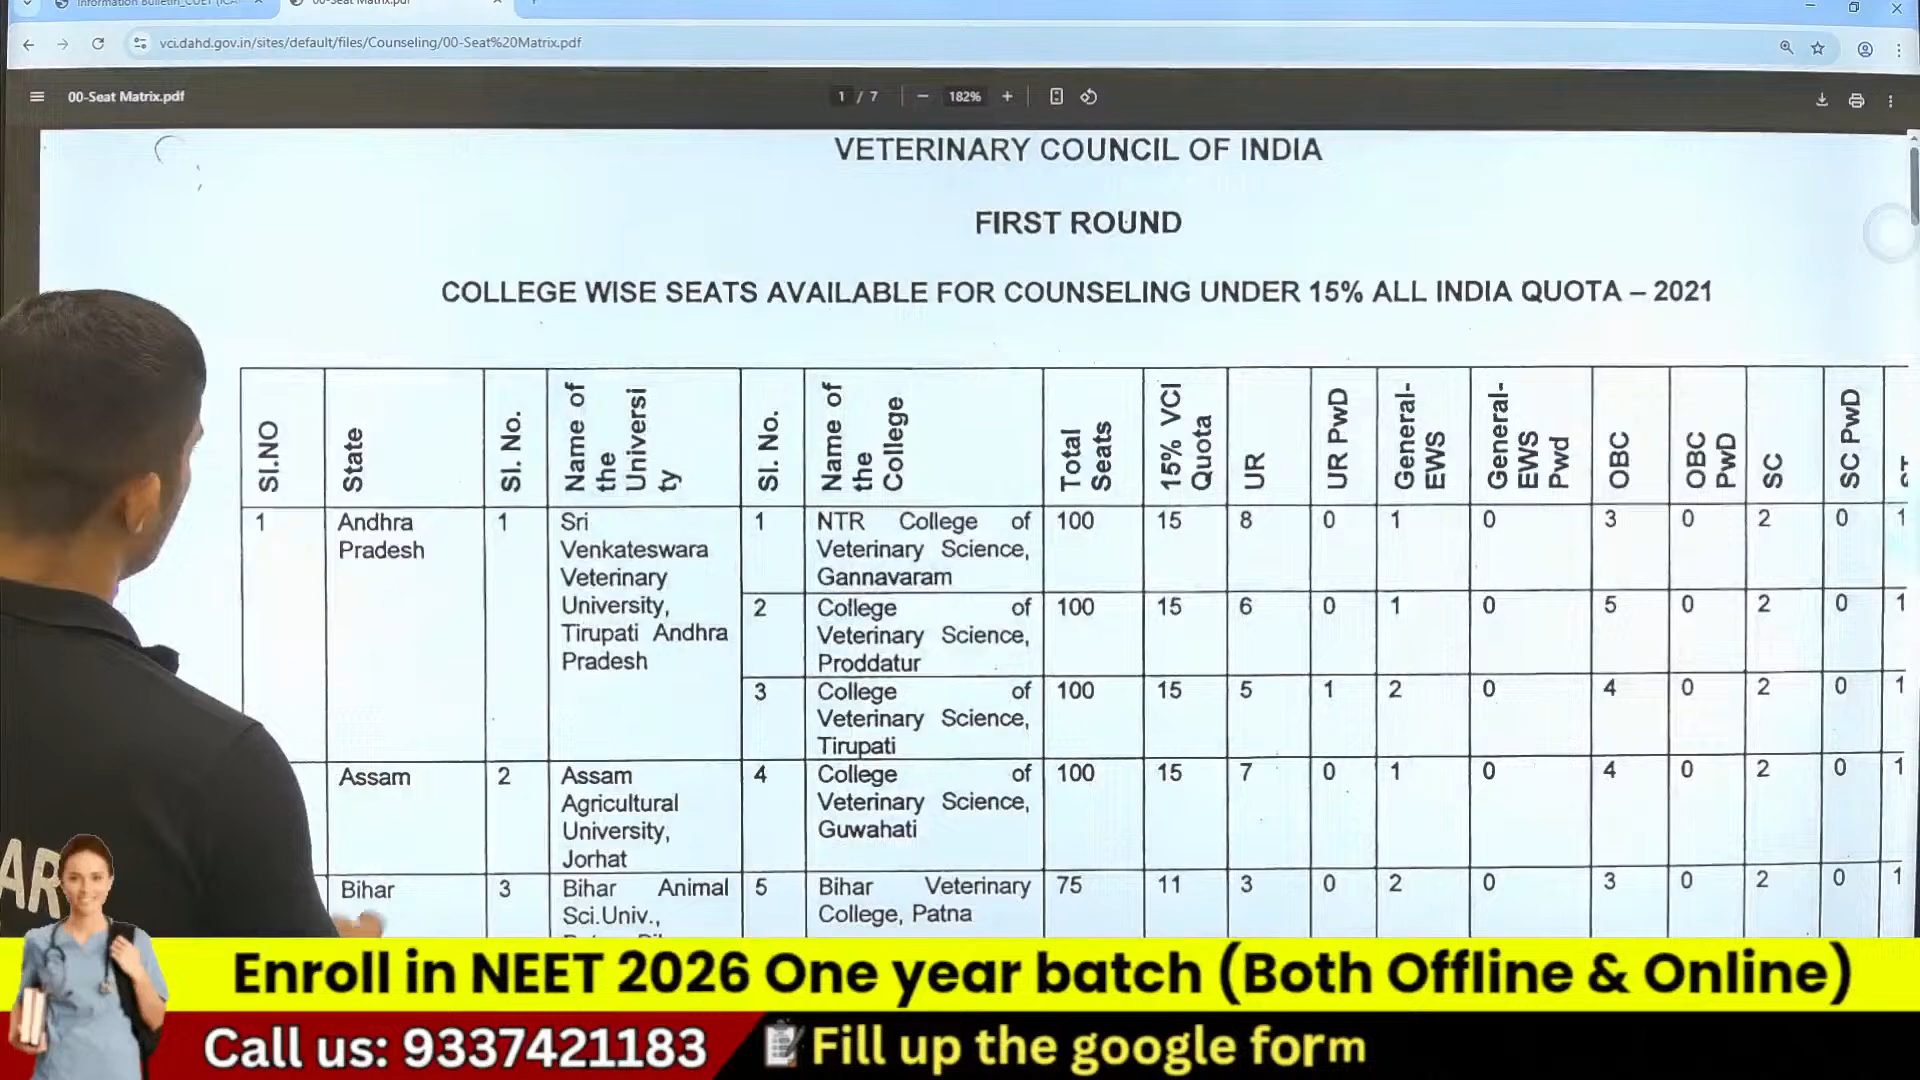 Information Bulletin_CUET (ICA
00-Seat Matrix.pdf
vci.dahd.gov.in/sites/default/files/Counseling/00-Seat%20Matrix.pdf
00-Seat Matrix.pdf
1 / 7
182%
VETERINARY COUNCIL OF INDIA
FIRST ROUND
COLLEGE WISE SEATS AVAILABLE FOR COUNSELING UNDER 15% ALL INDIA QUOTA – 2021
SI.NO
State
SI. No.
Name of
the
Universi
ty
SI. No.
Name of
the
College
Total
Seats
15% VCI
Quota
UR
UR PwD
General-
EWS
General-
EWS
Pwd
OBC
OBC
PwD
SC
SC PwD
1
Andhra
Pradesh
1
Sri
Venkateswara
Veterinary
University,
Tirupati Andhra
Pradesh
1
NTR College of
Veterinary Science,
Gannavaram
100 15 8 0 1 0 3 0 2 0 1
2
College of
Veterinary Science,
Proddatur
100 15 6 0 1 0 5 0 2 0 1
3
College of
Veterinary Science,
Tirupati
100 15 5 1 2 0 4 0 2 0 1
Assam
2
Assam
Agricultural
University,
Jorhat
4
College of
Veterinary Science,
Guwahati
100 15 7 0 1 0 4 0 2 0 1
Bihar
3
Bihar Animal
Sci.Univ.,
5
Bihar Veterinary
College, Patna
75 11 3 0 2 0 3 0 2 0 1
AR
Enroll in NEET 2026 One year batch (Both Offline & Online)
Call us: 9337421183
Fill up the google form